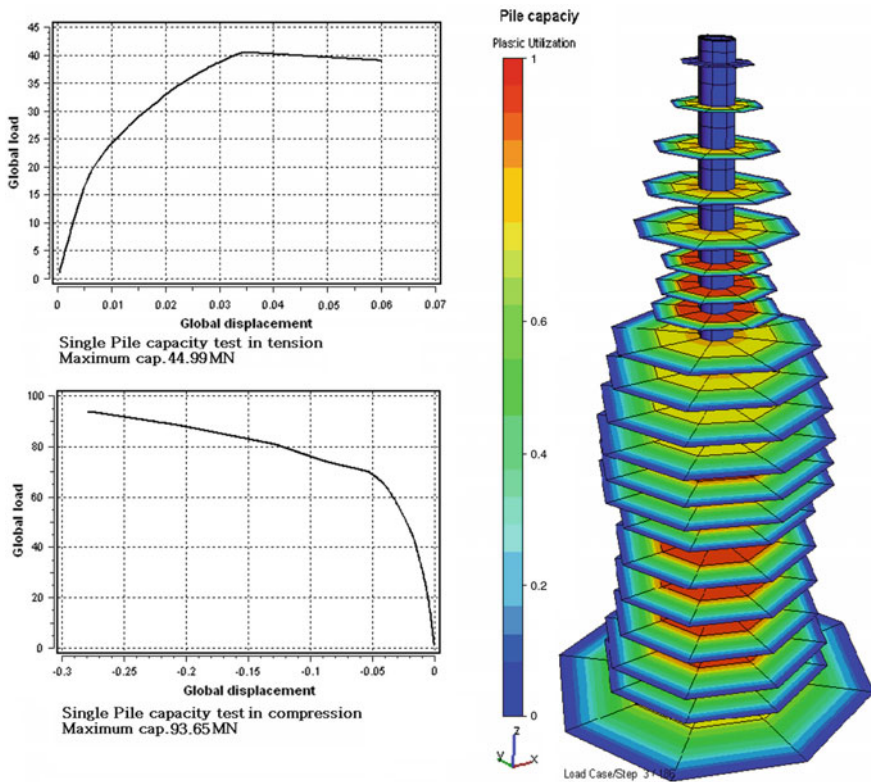 45
40
35
30
25
20
15
10
5
0
Global load
0 0.01 0.02 0.03 0.04 0.05 0.06 0.07
Global displacement
Single Pile capacity test in tension
Maximum cap.44.99MN
100
80
60
40
20
0
Global load
-0.3 -0.25 -0.2 -0.15 -0.1 -0.05 0
Global displacement
Single Pile capacity test in compression
Maximum cap.93.65MN
Pile capaciy
Plastic Utilization
1
0.6
0.4
0.2
0
Z
Y X
Load Case/Step 3 /